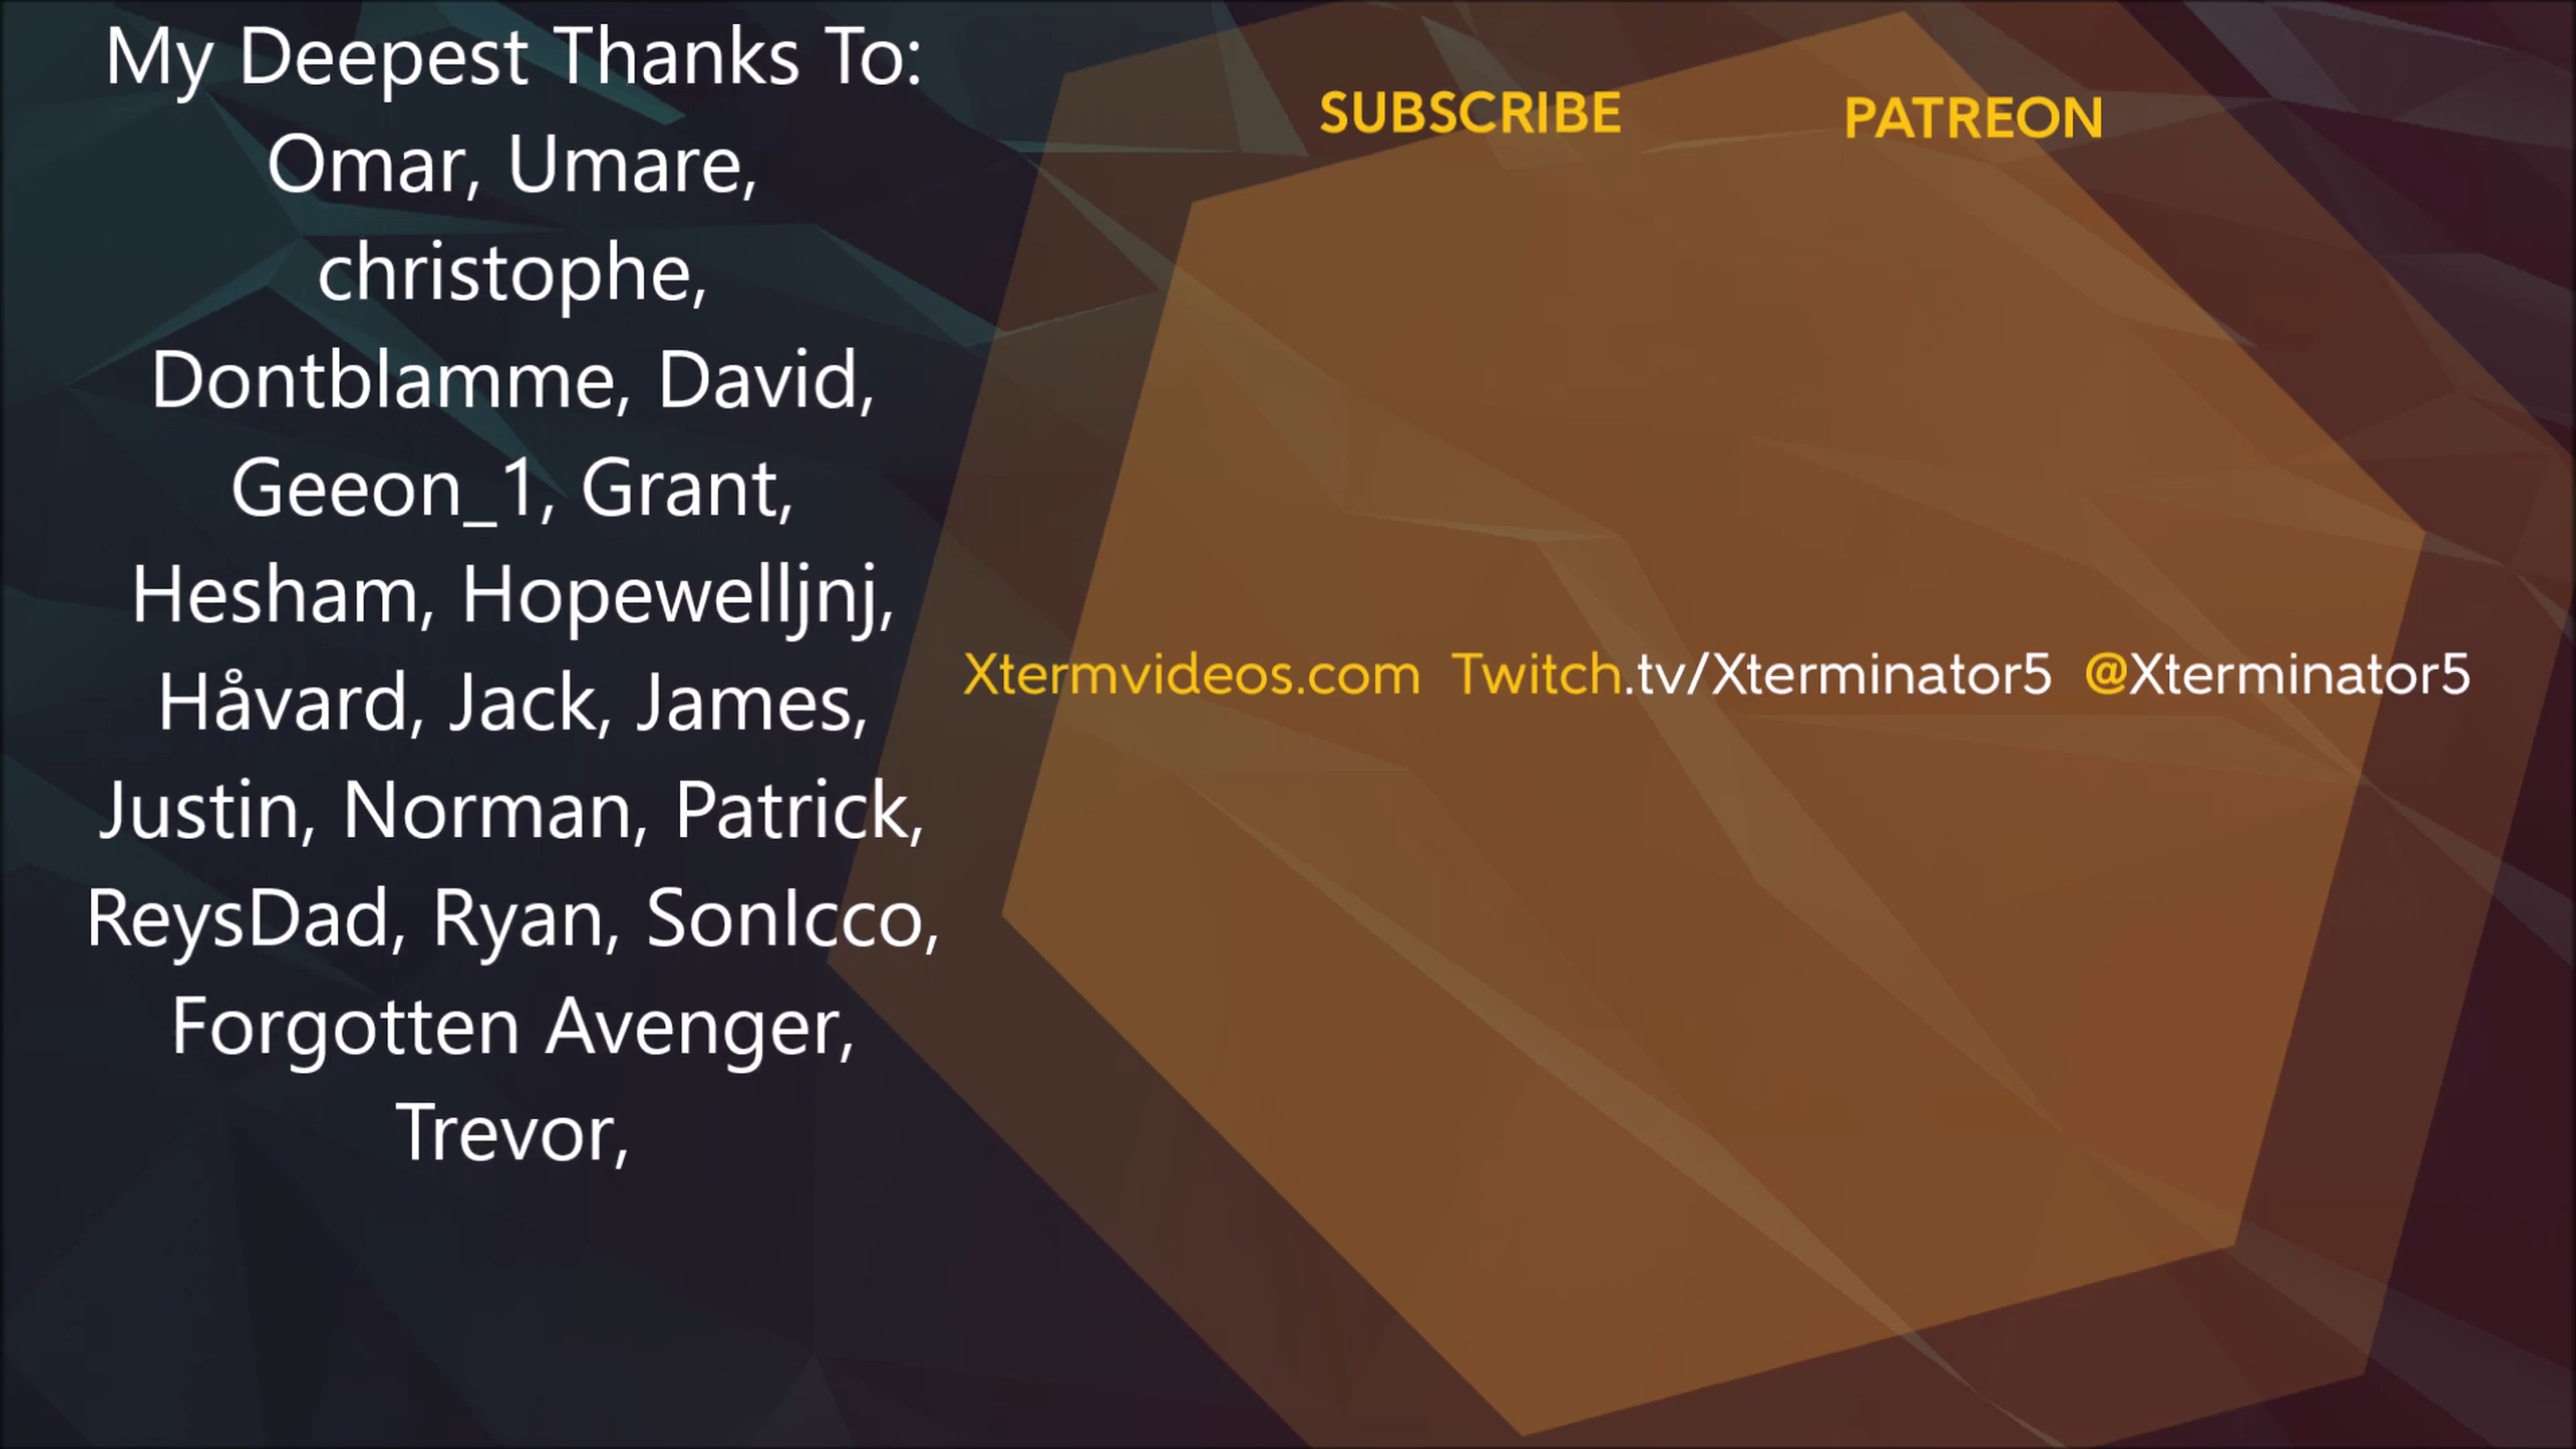 My Deepest Thanks To:
Omar, Umare,
christophe,
Dontblamme, David,
Geeon_1, Grant,
Hesham, Hopewelljnj,
Håvard, Jack, James,
Justin, Norman, Patrick,
ReysDad, Ryan, SonIcco,
Forgotten Avenger,
Trevor,
SUBSCRIBE
PATREON
Xtermvideos.com Twitch.tv/Xterminator5 @Xterminator5